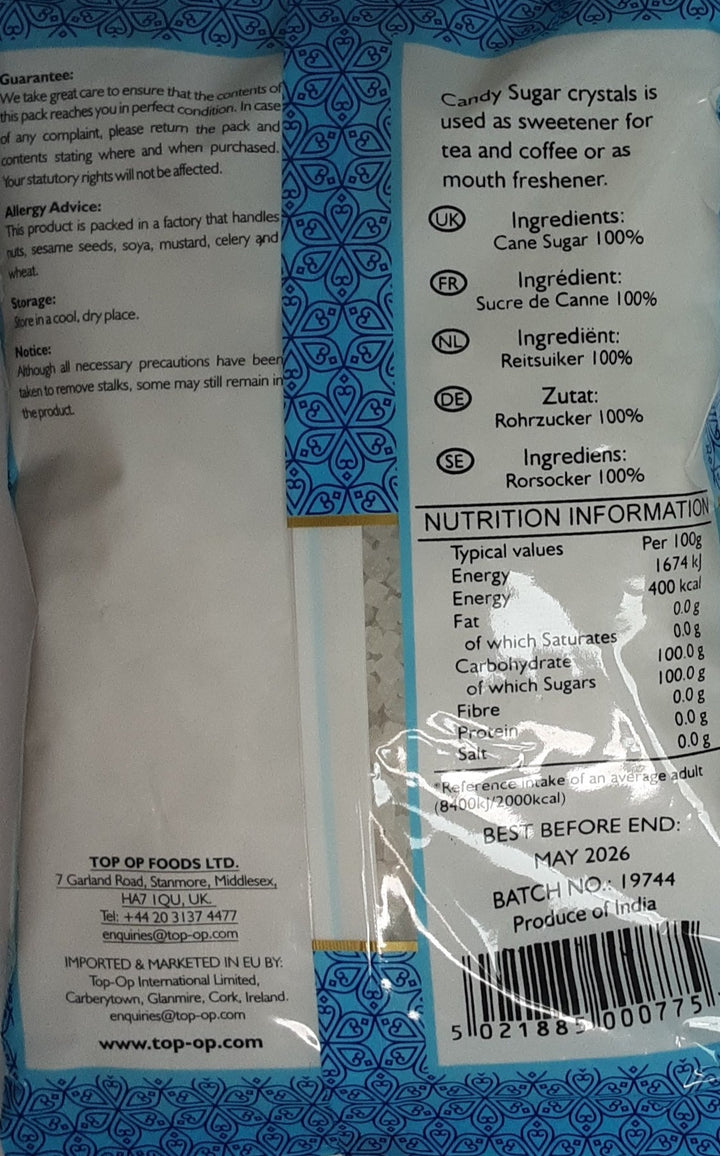 Guarantee:
We take great care to ensure that the contents of
this pack reaches you in perfect condition. In case
of any complaint, please return the pack and
contents stating where and when purchased.
Your statutory rights will not be affected.
Allergy Advice:
This product is packed in a factory that handles
nuts, sesame seeds, soya, mustard, celery and
wheat.
Storage:
Store in a cool, dry place.
Notice:
Although all necessary precautions have been
taken to remove stalks, some may still remain in
the product.
TOP OP FOODS LTD.
7 Garland Road, Stanmore, Middlesex,
HA7 1QU, UK.
Tel: +44 20 3137 4477
enquiries@top-op.com
IMPORTED & MARKETED IN EU BY:
Top-Op International Limited,
Carberytown, Glanmire, Cork, Ireland.
enquiries@top-op.com
www.top-op.com
Candy Sugar crystals is
used as sweetener for
tea and coffee or as
mouth freshener.
UK Ingredients:
Cane Sugar 100%
FR Ingrédient:
Sucre de Canne 100%
NL Ingrediënt:
Reitsuiker 100%
DE Zutat:
Rohrzucker 100%
SE Ingrediens:
Rorsocker 100%
NUTRITION INFORMATION
Typical values Per 100g
Energy 1674 kJ
Energy 400 kcal
Fat 0.0 g
of which Saturates 0.0 g
Carbohydrate 100.0 g
of which Sugars 100.0 g
Fibre 0.0 g
Protein 0.0 g
Salt 0.0 g
*Reference intake of an average adult
(8400kJ/2000kcal)
BEST BEFORE END:
MAY 2026
BATCH NO.: 19744
Produce of India
5 021885 000775